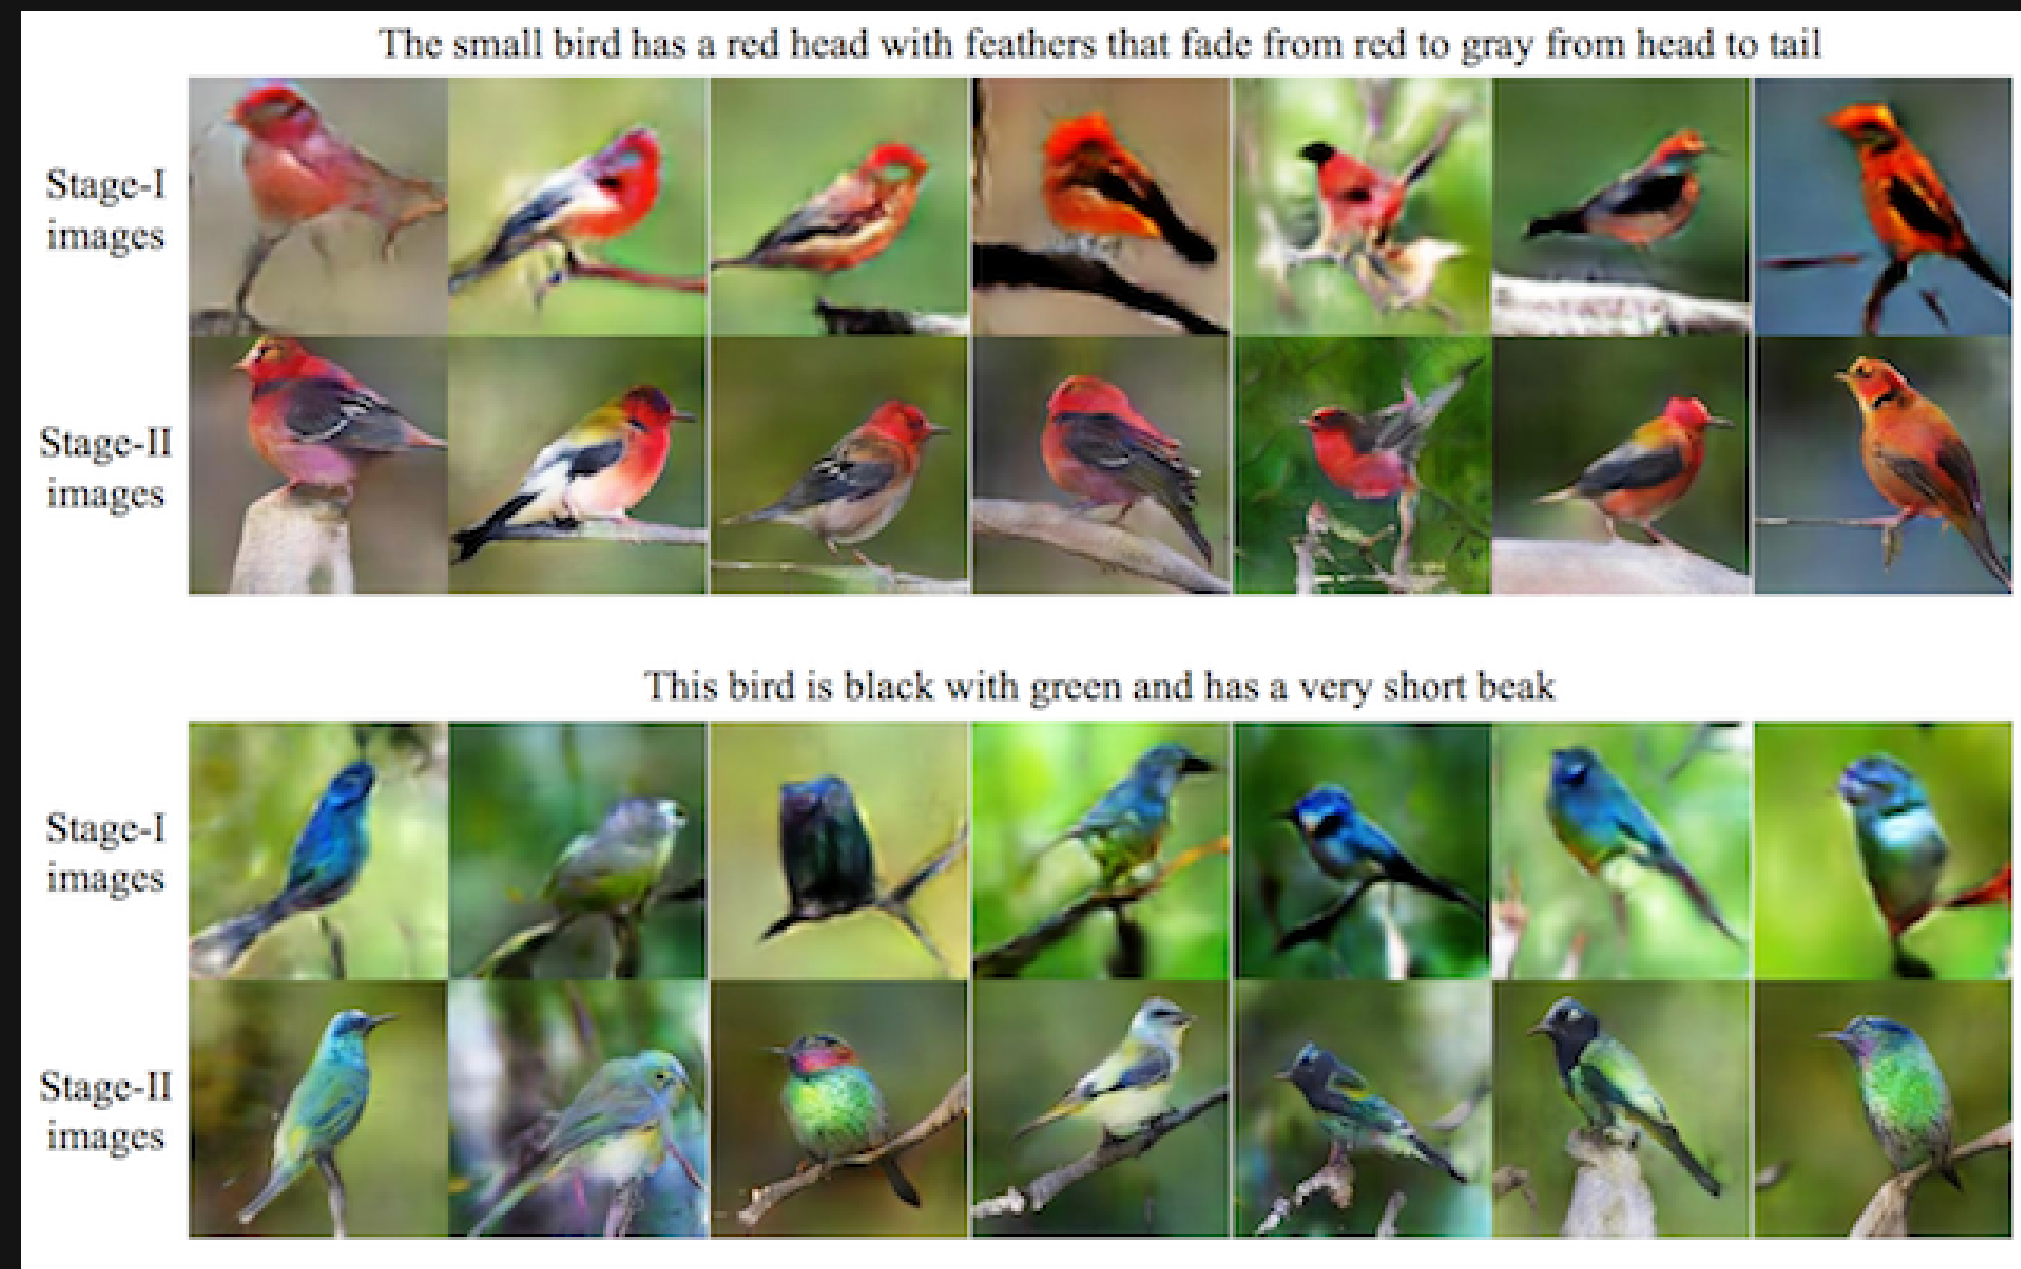 The small bird has a red head with feathers that fade from red to gray from head to tail
Stage-I
images
Stage-II
images
This bird is black with green and has a very short beak
Stage-I
images
Stage-II
images